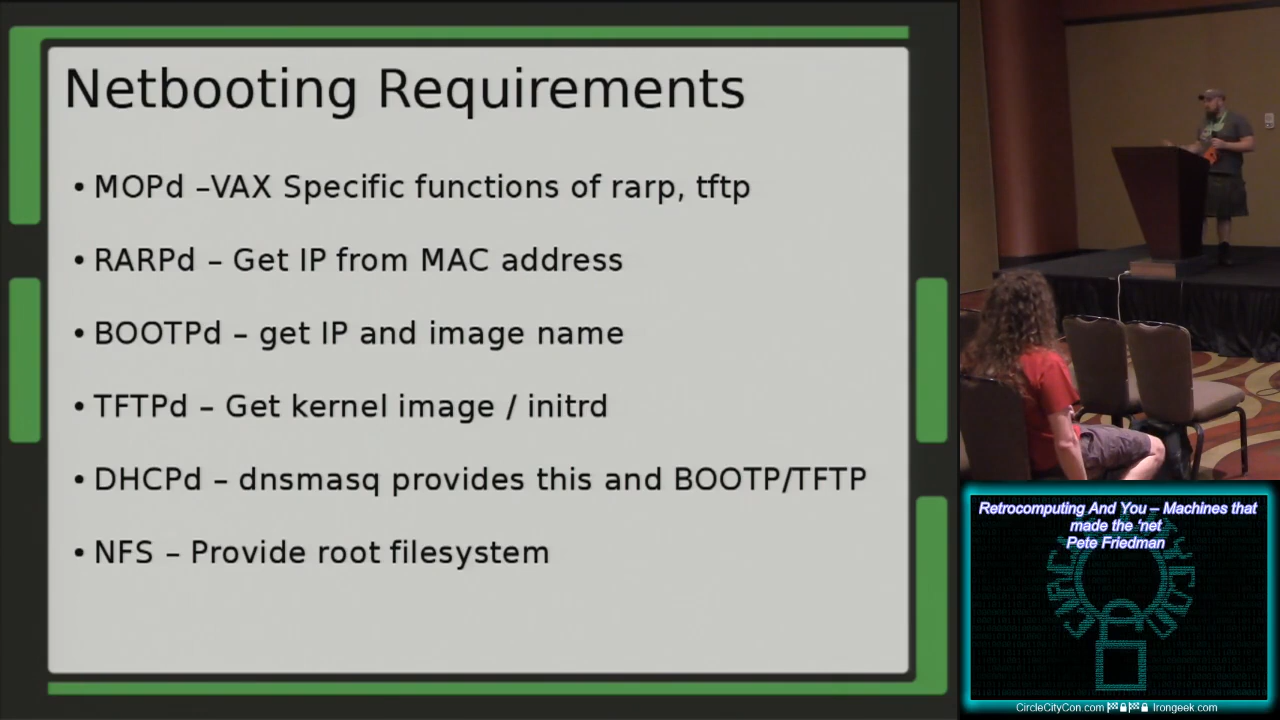 Netbooting Requirements
• MOPd –VAX Specific functions of rarp, tftp
• RARPd – Get IP from MAC address
• BOOTPd – get IP and image name
• TFTPd – Get kernel image / initrd
• DHCPd – dnsmasq provides this and BOOTP/TFTP
• NFS – Provide root filesystem
Retrocomputing And You – Machines that
made the ‘net
Pete Friedman
CircleCityCon.com Irongeek.com